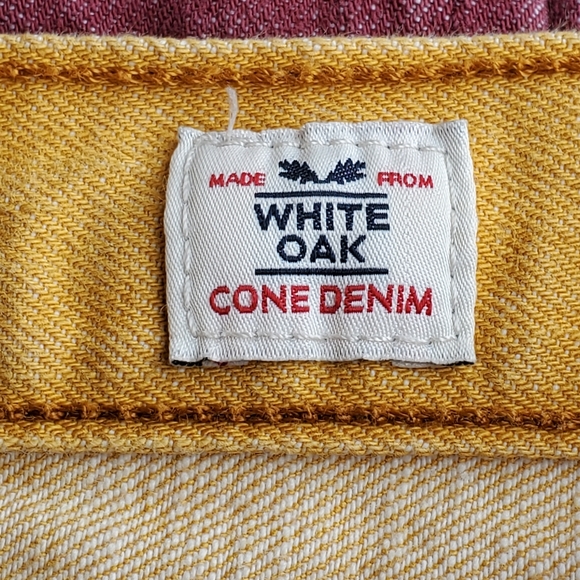 MADE FROM
WHITE
OAK
CONE DENIM